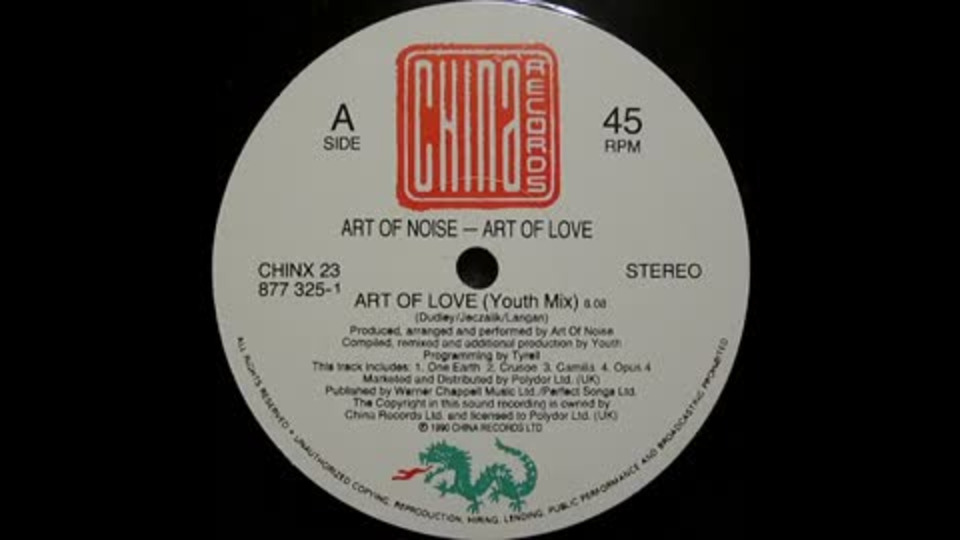 CHINA RECORDS
A
SIDE
45
RPM
ART OF NOISE — ART OF LOVE
CHINX 23
877 325-1
STEREO
ART OF LOVE (Youth Mix) 8.08
(Dudley/Jeczalik/Langan)
Produced, arranged and performed by Art Of Noise
Compiled, remixed and additional production by Youth
Programming by Tyrell
This track includes: 1. One Earth 2. Crusoe 3. Camilla 4. Opus 4
Marketed and Distributed by Polydor Ltd. (UK)
Published by Warner Chappell Music Ltd./Perfect Songs Ltd.
The Copyright in this sound recording is owned by
China Records Ltd. and licensed to Polydor Ltd. (UK)
℗ 1990 CHINA RECORDS LTD
ALL RIGHTS RESERVED • UNAUTHORIZED COPYING, REPRODUCTION, HIRING, LENDING, PUBLIC PERFORMANCE AND BROADCASTING PROHIBITED